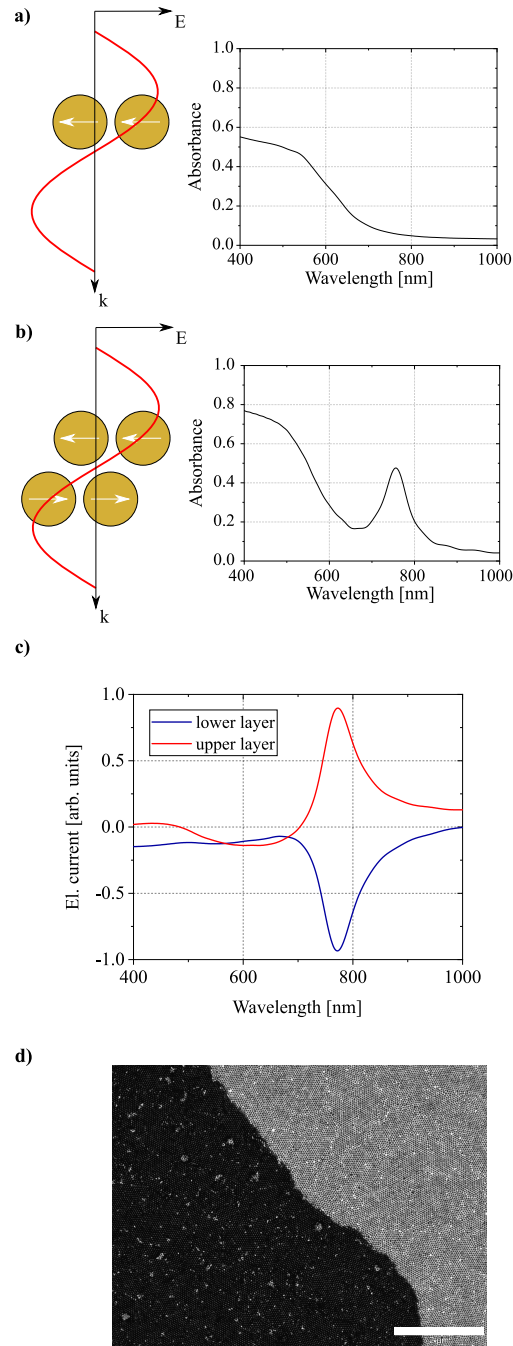 a)
E
k
1.0
0.8
0.6
0.4
0.2
0.0
Absorbance
400 600 800 1000
Wavelength [nm]
b)
E
k
1.0
0.8
0.6
0.4
0.2
0.0
Absorbance
400 600 800 1000
Wavelength [nm]
c)
1.0
0.5
0.0
-0.5
-1.0
El. current [arb. units]
lower layer
upper layer
400 600 800 1000
Wavelength [nm]
d)